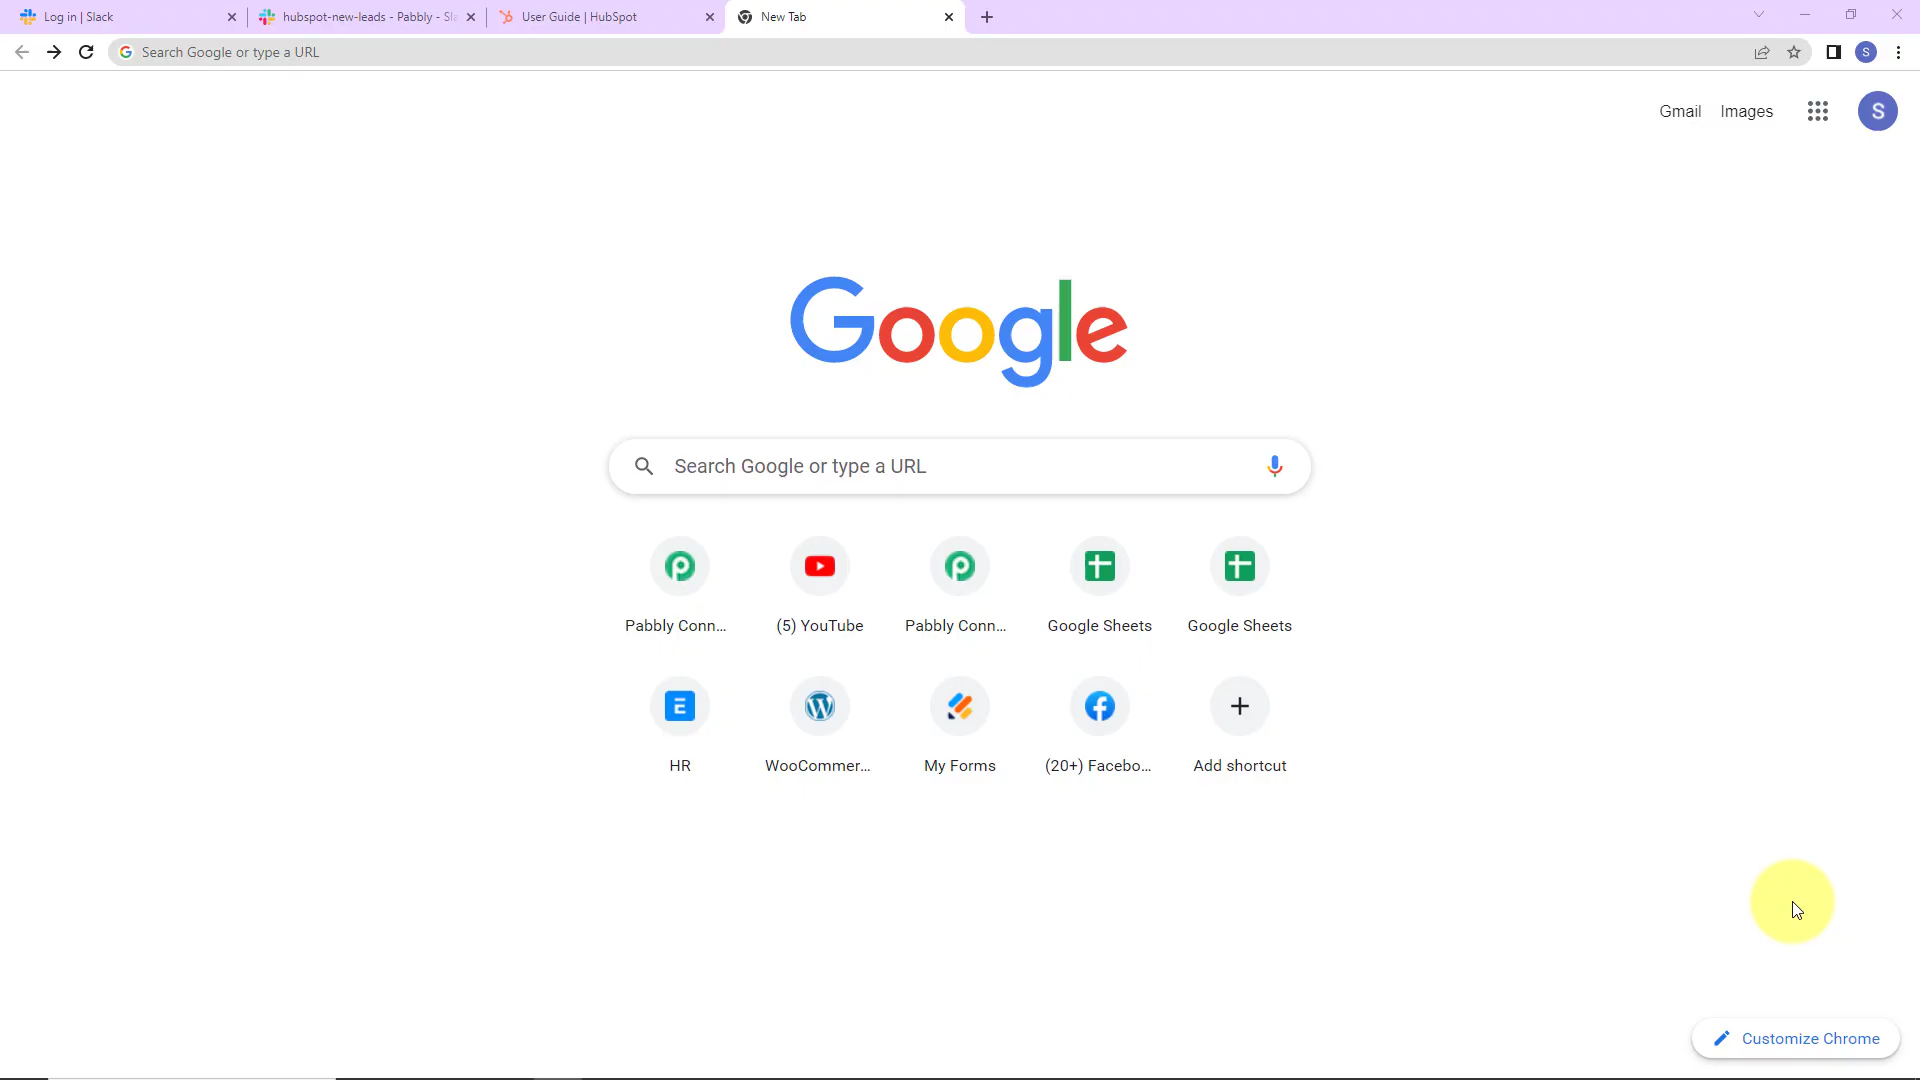 Log in | Slack
hubspot-new-leads - Pabbly - Sla
User Guide | HubSpot
New Tab
Search Google or type a URL
S
Gmail
Images
S
Google
Search Google or type a URL
Pabbly Conn...
(5) YouTube
Pabbly Conn...
Google Sheets
Google Sheets
HR
WooCommer...
My Forms
(20+) Facebo...
Add shortcut
Customize Chrome